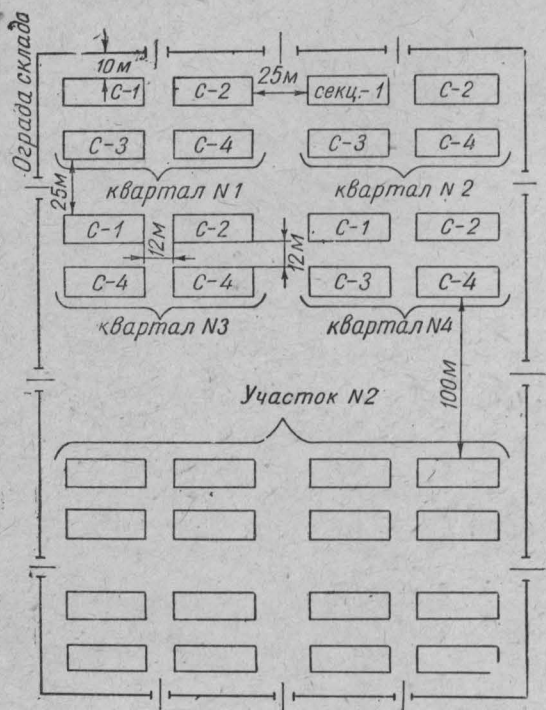 Ограда склада
10м
25м
С-1 С-2 секц.-1 С-2
С-3 С-4 С-3 С-4
квартал N1 квартал N 2
25м
С-1 12м С-2 12м С-1 С-2
С-4 С-4 С-3 С-4
квартал N3 квартал N4
100м
Участок N2